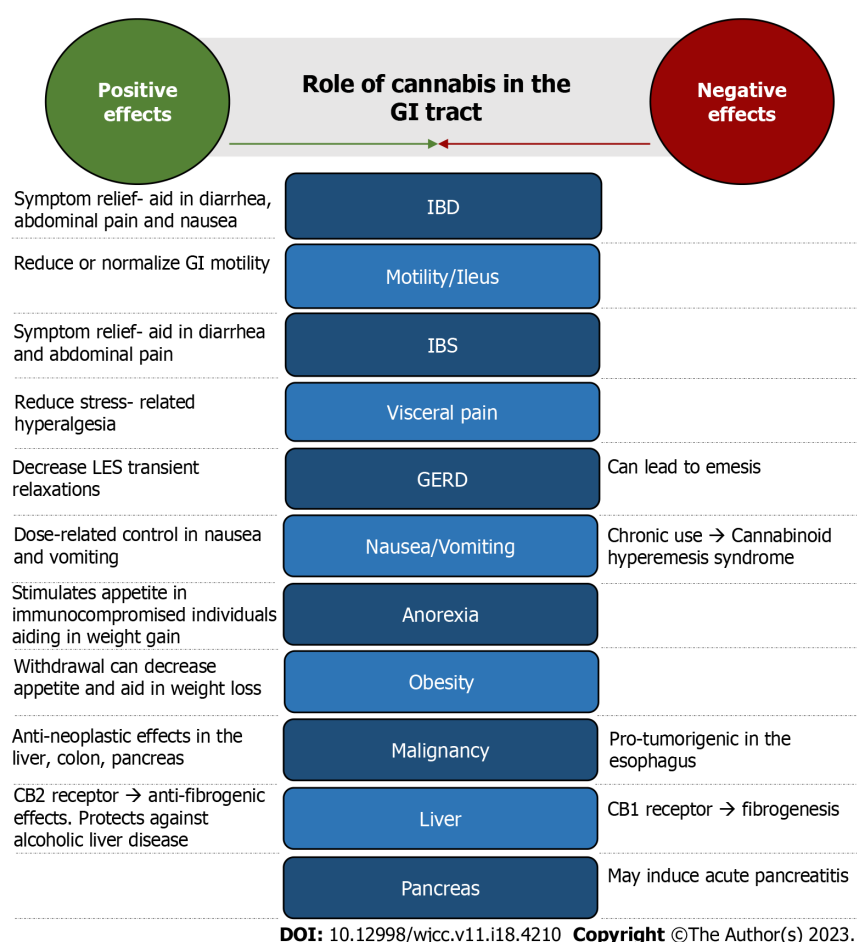 Positive
effects
Role of cannabis in the
GI tract
Negative
effects
Symptom relief- aid in diarrhea,
abdominal pain and nausea
IBD
Reduce or normalize GI motility
Motility/Ileus
Symptom relief- aid in diarrhea
and abdominal pain
IBS
Reduce stress- related
hyperalgesia
Visceral pain
Decrease LES transient
relaxations
GERD
Can lead to emesis
Dose-related control in nausea
and vomiting
Nausea/Vomiting
Chronic use → Cannabinoid
hyperemesis syndrome
Stimulates appetite in
immunocompromised individuals
aiding in weight gain
Anorexia
Withdrawal can decrease
appetite and aid in weight loss
Obesity
Anti-neoplastic effects in the
liver, colon, pancreas
Malignancy
Pro-tumorigenic in the
esophagus
CB2 receptor → anti-fibrogenic
effects. Protects against
alcoholic liver disease
Liver
CB1 receptor → fibrogenesis
Pancreas
May induce acute pancreatitis
DOI: 10.12998/wjcc.v11.i18.4210 Copyright ©The Author(s) 2023.